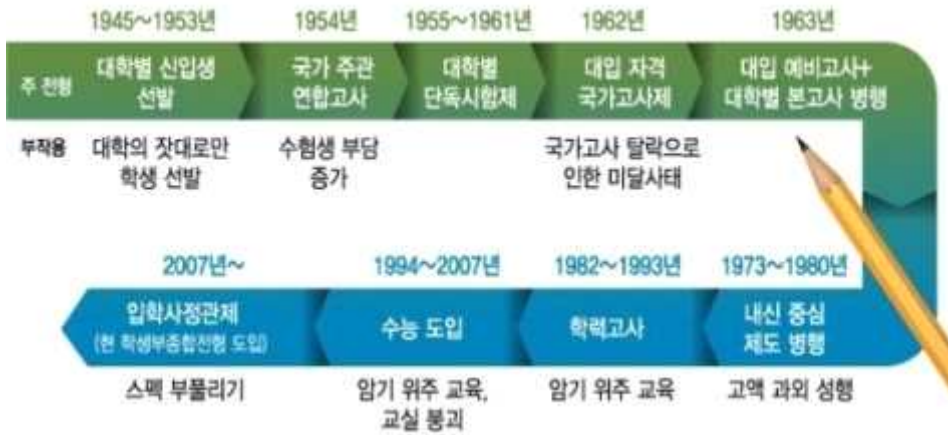 1945~1953년
1954년
1955~1961년
1962년
1963년
주 전형
대학별 신입생
선발
국가 주관
연합고사
대학별
단독시험제
대입 자격
국가고사제
대입 예비고사+
대학별 본고사 병행
부작용
대학의 잣대로만
학생 선발
수험생 부담
증가
국가고사 탈락으로
인한 미달사태
1973~1980년
1982~1993년
1994~2007년
2007년~
내신 중심
제도 병행
학력고사
수능 도입
입학사정관제
(현 학생부종합전형 도입)
고액 과외 성행
암기 위주 교육
암기 위주 교육,
교실 붕괴
스펙 부풀리기